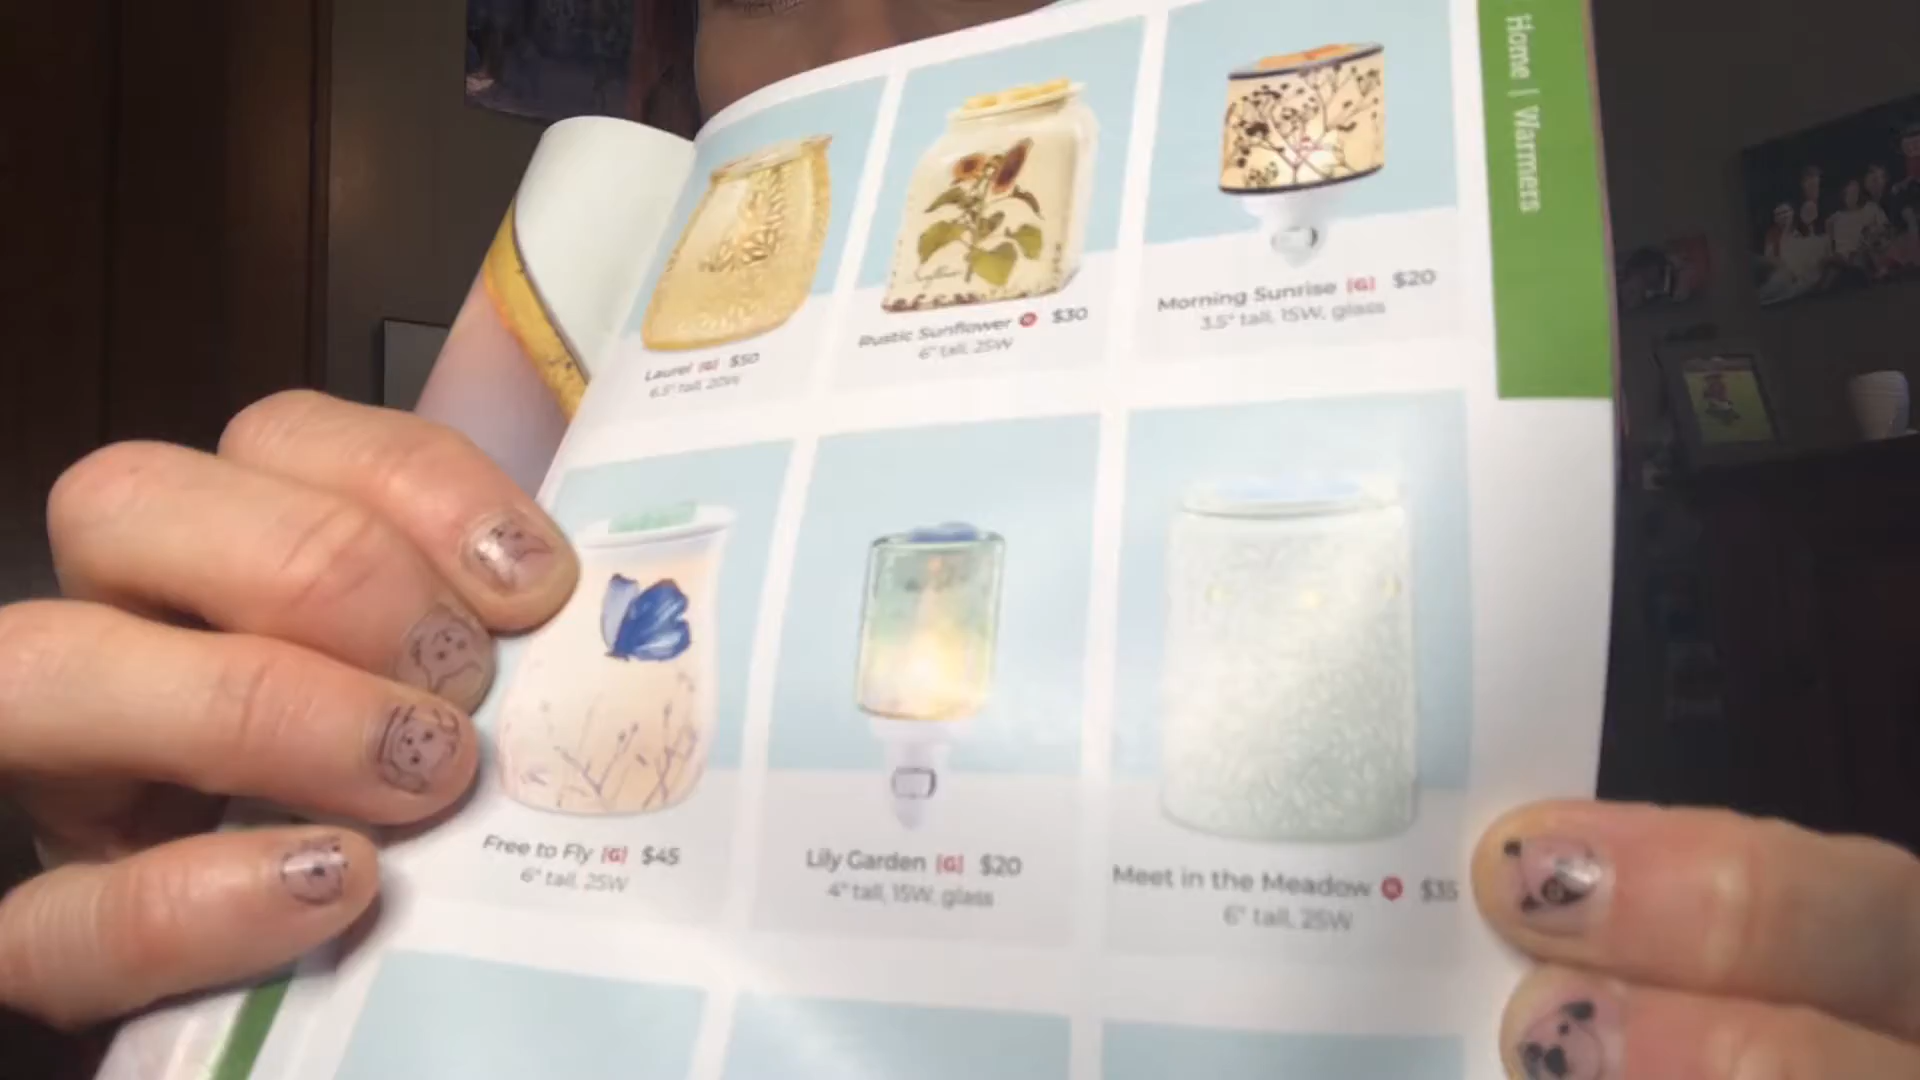 Home | Warmers
Laurel [G] $50
6.5" tall, 20W
Rustic Sunflower N $30
6" tall, 25W
Morning Sunrise [G] $20
3.5" tall, 15W, glass
Sunflower
Free to Fly [G] $45
6" tall, 25W
Lily Garden [G] $20
4" tall, 15W, glass
Meet in the Meadow N $35
6" tall, 25W